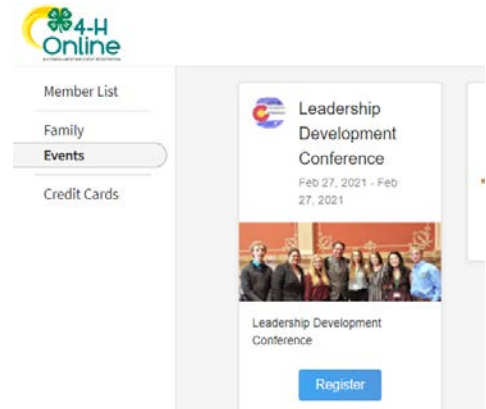 4-H
Online
Member List
Family
Events
Credit Cards
Leadership
Development
Conference
Feb 27, 2021 - Feb
27, 2021
Leadership Development
Conference
Register